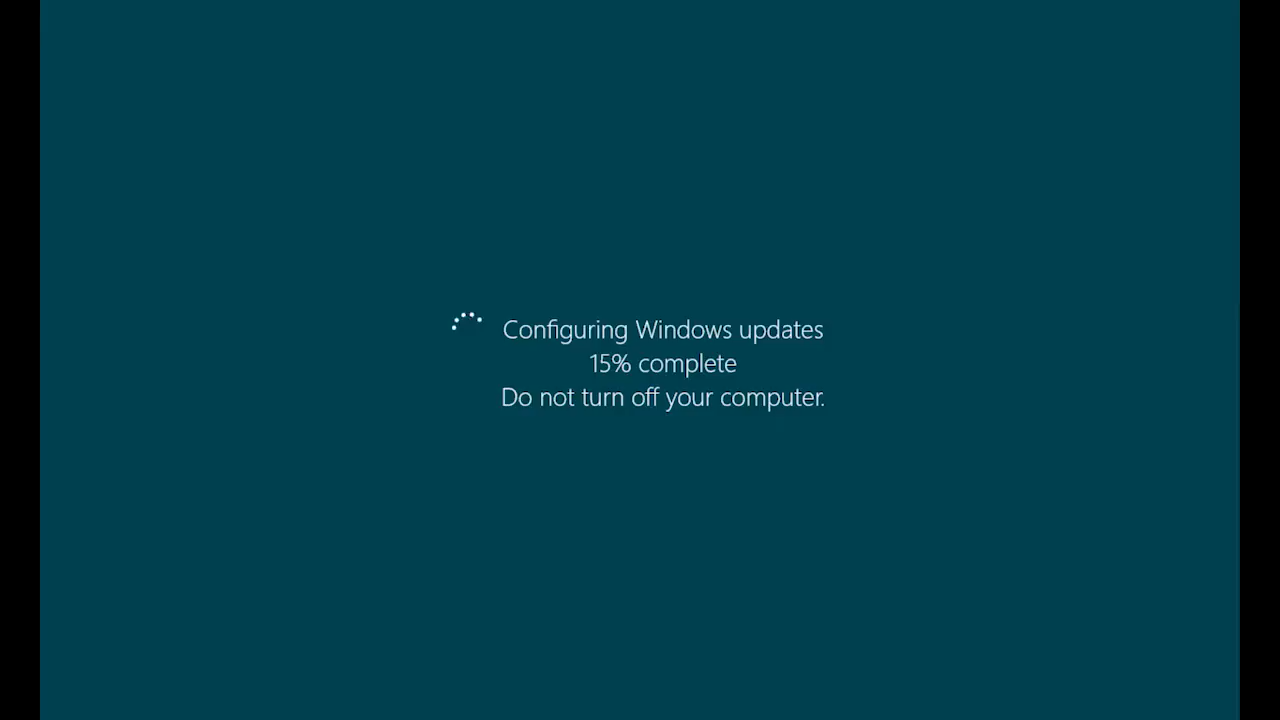 Configuring Windows updates
15% complete
Do not turn off your computer.